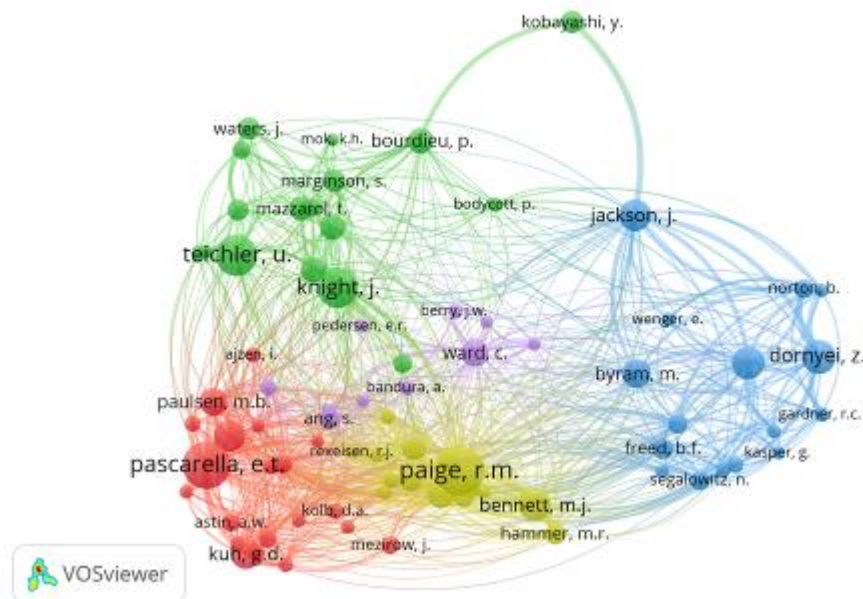 kobayashi, y.
waters, j.
mok, k.h.
bourdieu, p.
marginson, s.
bodycott, p.
mazzarol, t.
jackson, j.
teichler, u.
knight, j.
norton, b.
berry, j.w.
pedersen, e.r.
wenger, e.
ajzen, i.
ward, c.
dornyei, z.
byram, m.
bandura, a.
paulsen, m.b.
ang, s.
gardner, r.c.
rexeisen, r.j.
freed, b.f.
kasper, g.
pascarella, e.t.
paige, r.m.
segalowitz, n.
bennett, m.j.
kolb, d.a.
astin, a.w.
hammer, m.r.
mezirow, j.
kuh, g.d.
VOSviewer